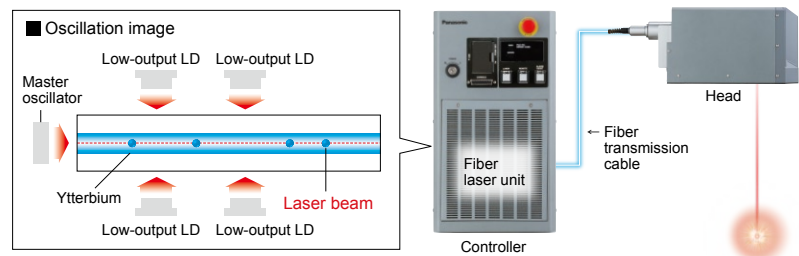 Oscillation image
Low-output LD
Low-output LD
Master
oscillator
Ytterbium
Laser beam
Low-output LD
Low-output LD
Panasonic
Fiber
laser unit
Controller
← Fiber
transmission
cable
Head